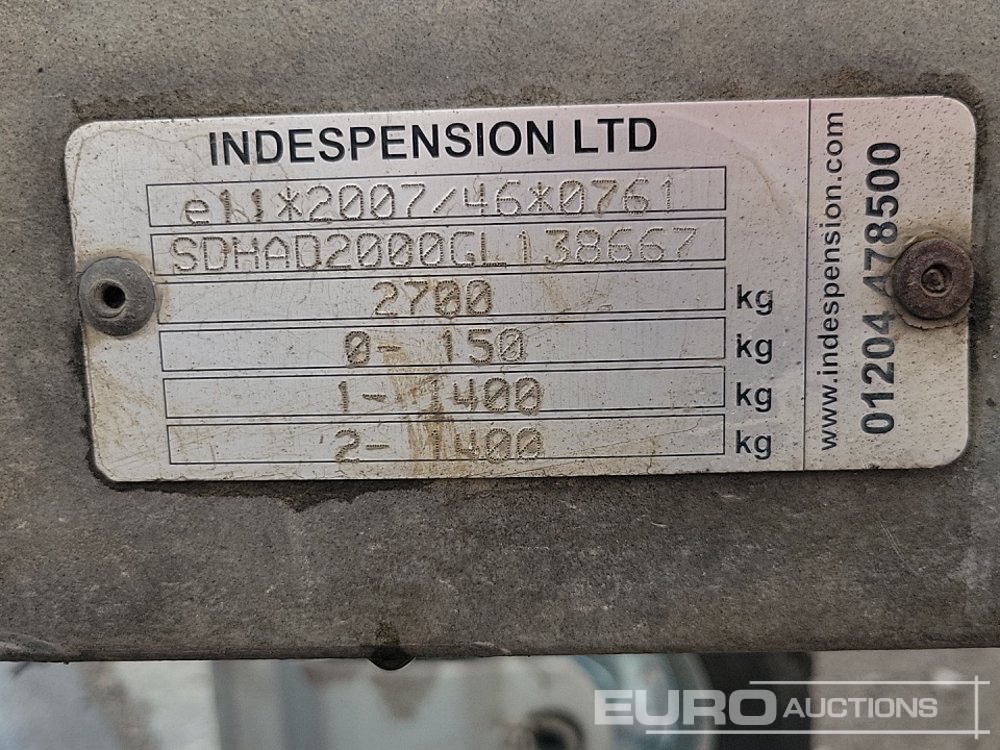 INDESPENSION LTD
e11*2007/46*0761
SDHAD2000GL138667
2700 kg
0- 150 kg
1- 1400 kg
2- 1400 kg
www.indespension.com
01204 478500
EURO AUCTIONS